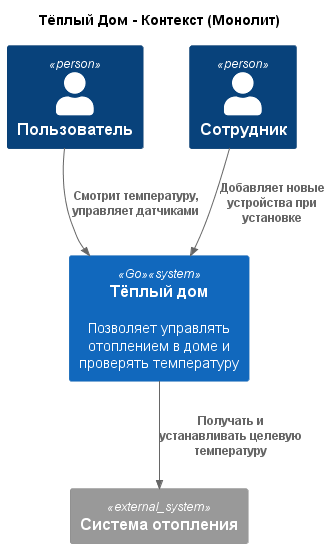 Тёплый Дом - Контекст (Монолит)
«person»
Пользователь
«person»
Сотрудник
Смотрит температуру,
управляет датчиками
Добавляет новые
устройства при
установке
«Go»«system»
Тёплый дом
Позволяет управлять
отоплением в доме и
проверять температуру
Получать и
устанавливать целевую
температуру
«external_system»
Система отопления